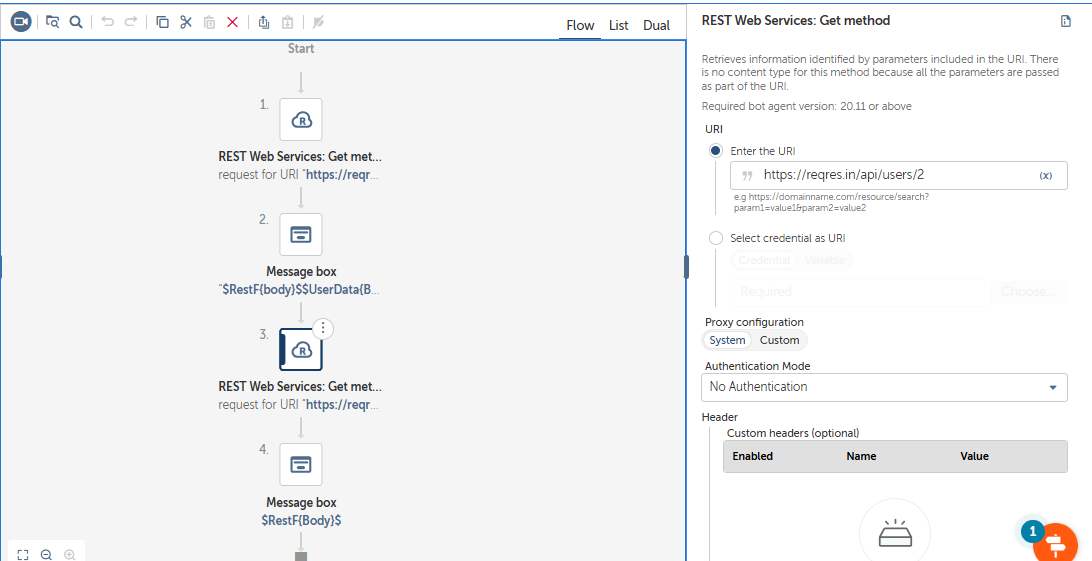 Flow List Dual
Start
1.
R
REST Web Services: Get met...
request for URI "https://reqr...
2.
Message box
"$RestF{body}$$UserData{B...
3.
R
REST Web Services: Get met...
request for URI "https://reqr...
4.
Message box
$RestF{Body}$
REST Web Services: Get method
Retrieves information identified by parameters included in the URI. There
is no content type for this method because all the parameters are passed
as part of the URI.
Required bot agent version: 20.11 or above
URI
Enter the URI
https://reqres.in/api/users/2 (x)
e.g https://domainname.com/resource/search?
param1=value1&param2=value2
Select credential as URI
Credential Variable
Required Choose...
Proxy configuration
System Custom
Authentication Mode
No Authentication
Header
Custom headers (optional)
Enabled Name Value
1